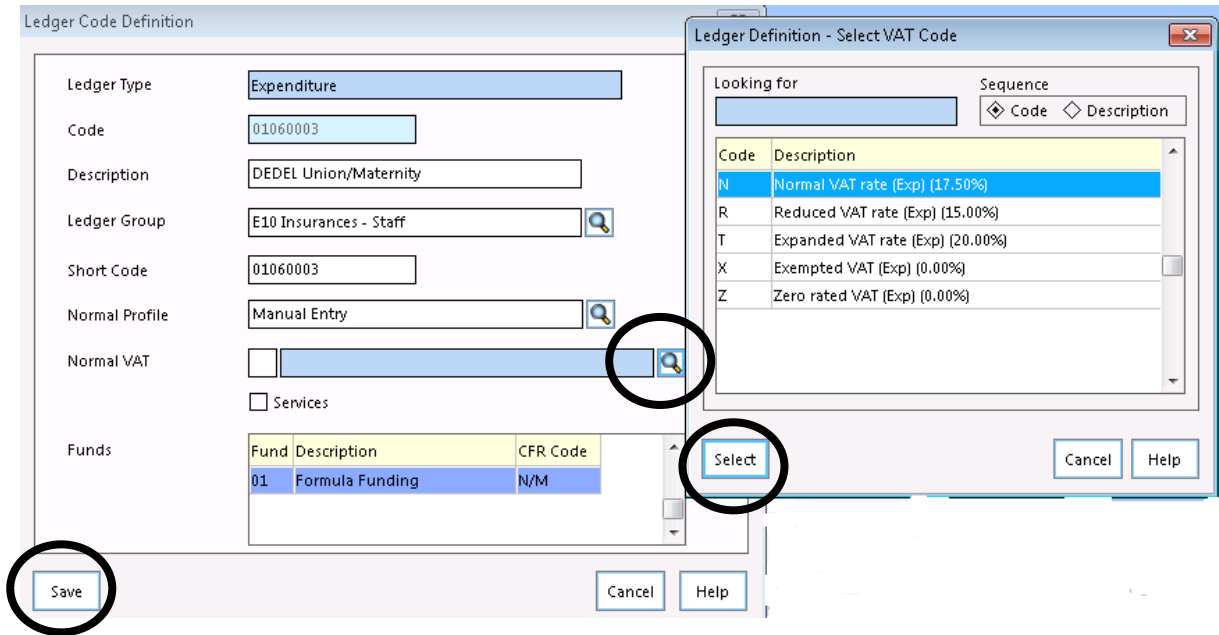 Ledger Code Definition
Ledger Type Expenditure
Code 01060003
Description DEDEL Union/Maternity
Ledger Group E10 Insurances - Staff
Short Code 01060003
Normal Profile Manual Entry
Normal VAT
Services
Funds
Fund Description CFR Code
01 Formula Funding N/M
Save Cancel Help
Ledger Definition - Select VAT Code
Looking for
Sequence
Code Description
Code Description
N Normal VAT rate (Exp) (17.50%)
R Reduced VAT rate (Exp) (15.00%)
T Expanded VAT rate (Exp) (20.00%)
X Exempted VAT (Exp) (0.00%)
Z Zero rated VAT (Exp) (0.00%)
Select Cancel Help